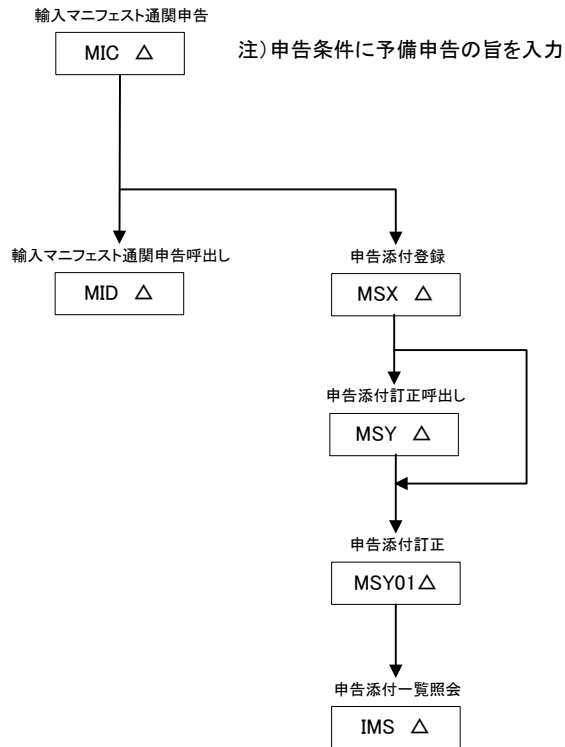 輸入マニフェスト通関申告
MIC △
注）申告条件に予備申告の旨を入力
輸入マニフェスト通関申告呼出し
MID △
申告添付登録
MSX △
申告添付訂正呼出し
MSY △
申告添付訂正
MSY01△
申告添付一覧照会
IMS △